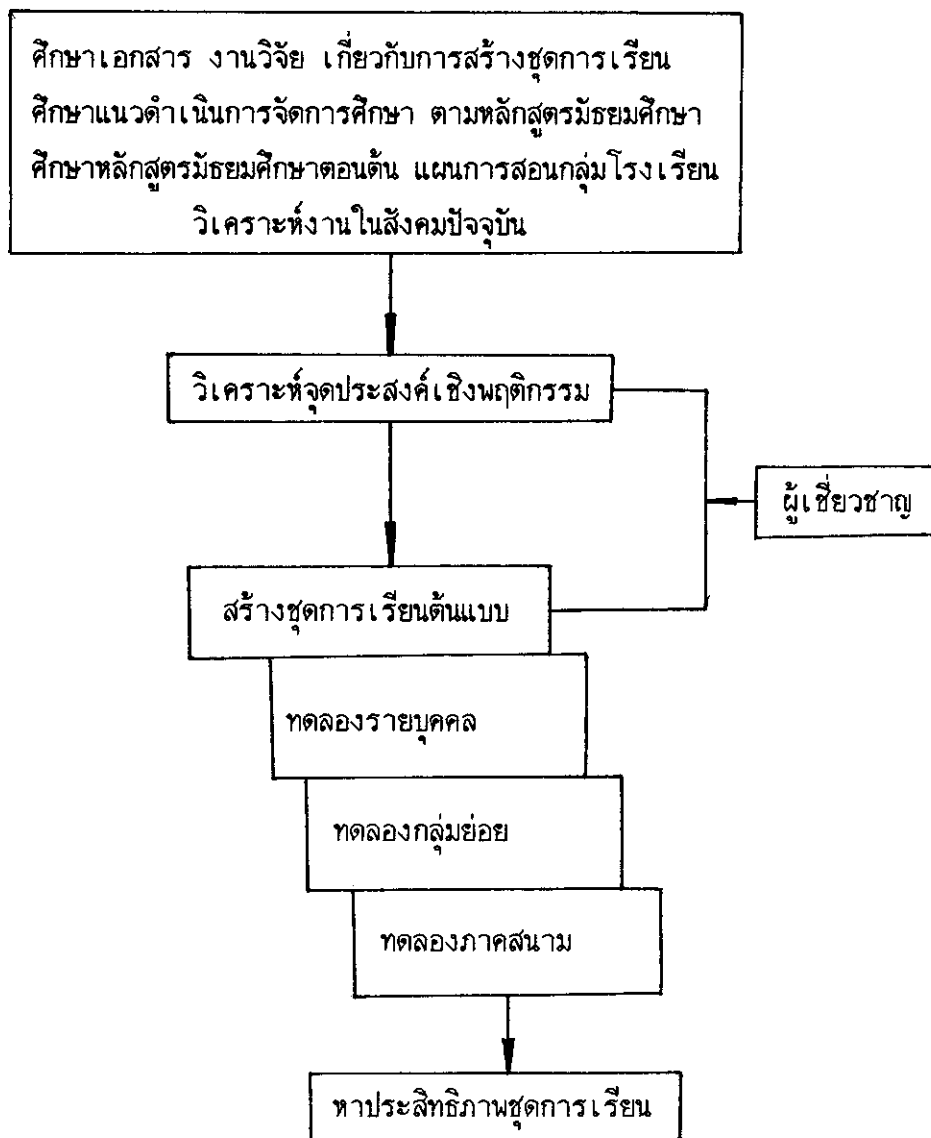 ศึกษาเอกสาร งานวิจัย เกี่ยวกับการสร้างชุดการเรียน
ศึกษาแนวดำเนินการจัดการศึกษา ตามหลักสูตรมัธยมศึกษา
ศึกษาหลักสูตรมัธยมศึกษาตอนต้น แผนการสอนกลุ่มโรงเรียน
วิเคราะห์งานในสังคมปัจจุบัน
วิเคราะห์จุดประสงค์เชิงพฤติกรรม
ผู้เชี่ยวชาญ
สร้างชุดการเรียนต้นแบบ
ทดลองรายบุคคล
ทดลองกลุ่มย่อย
ทดลองภาคสนาม
หาประสิทธิภาพชุดการเรียน